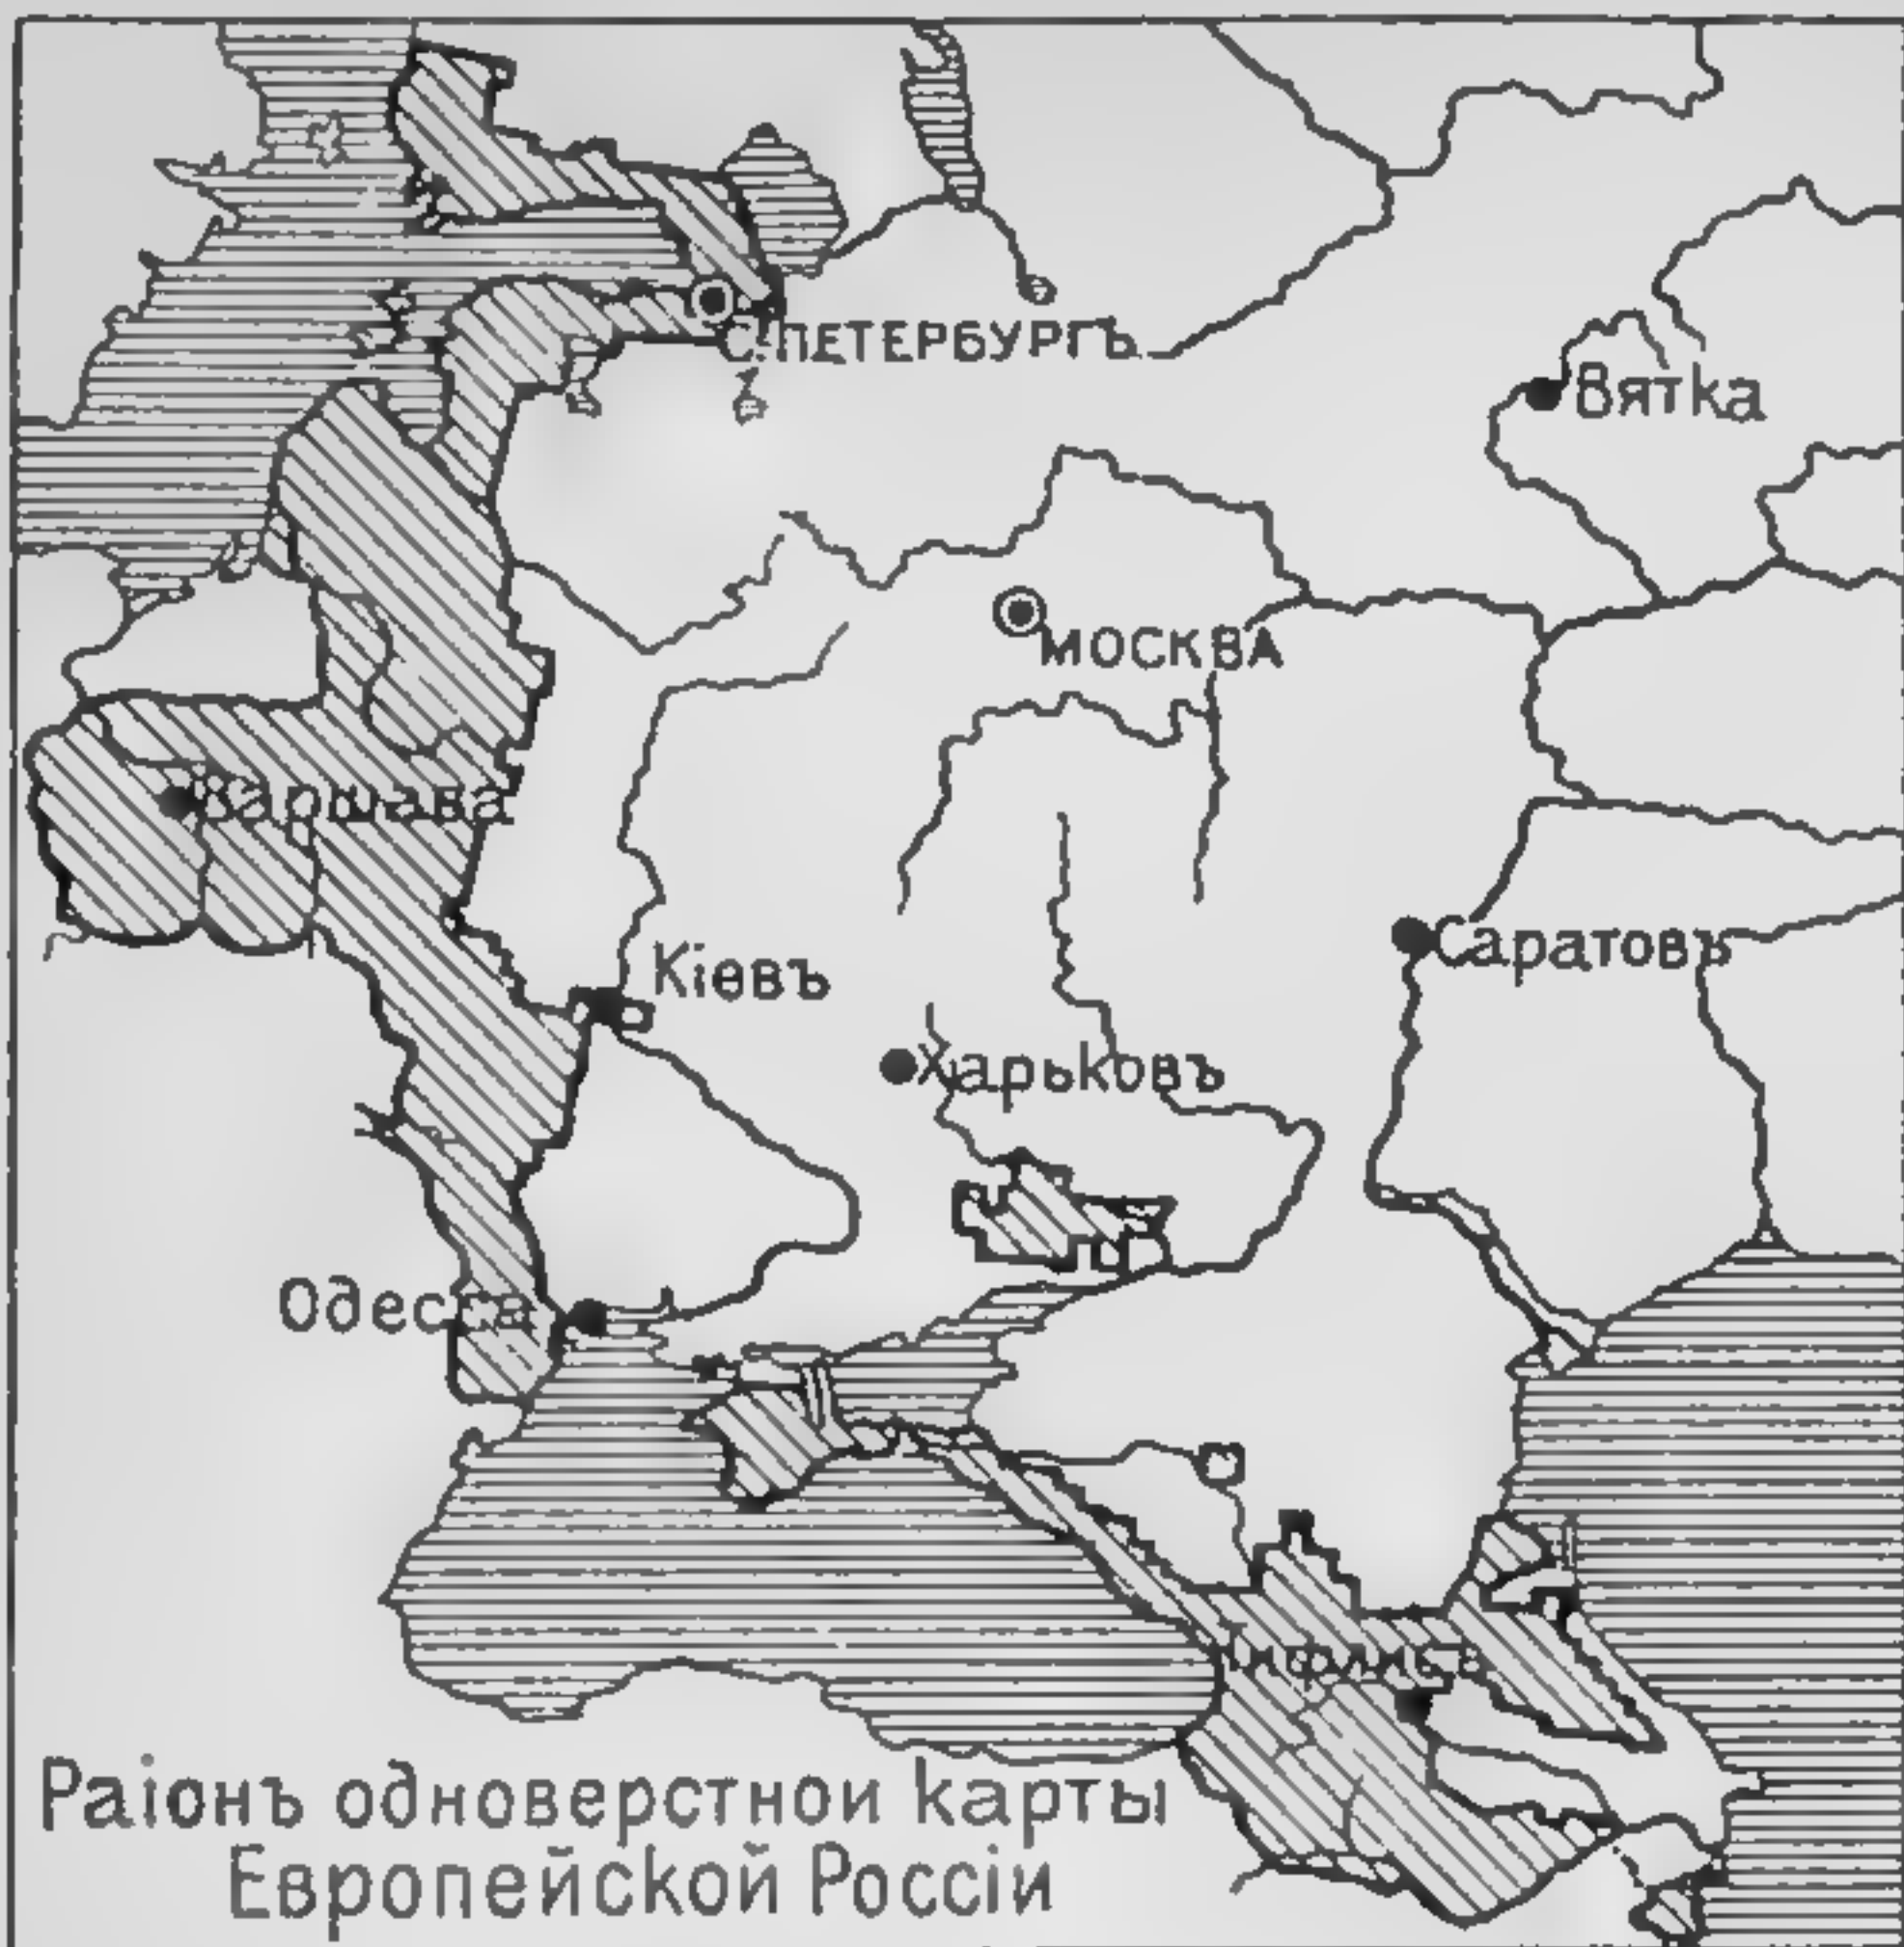 С.ПЕТЕРБУРГЪ
Вятка
МОСКВА
Варшава
Кіевъ
Саратовъ
Харьковъ
Одесса
Тифлисъ
Раіонъ одноверстнои карты
Европейской Россіи